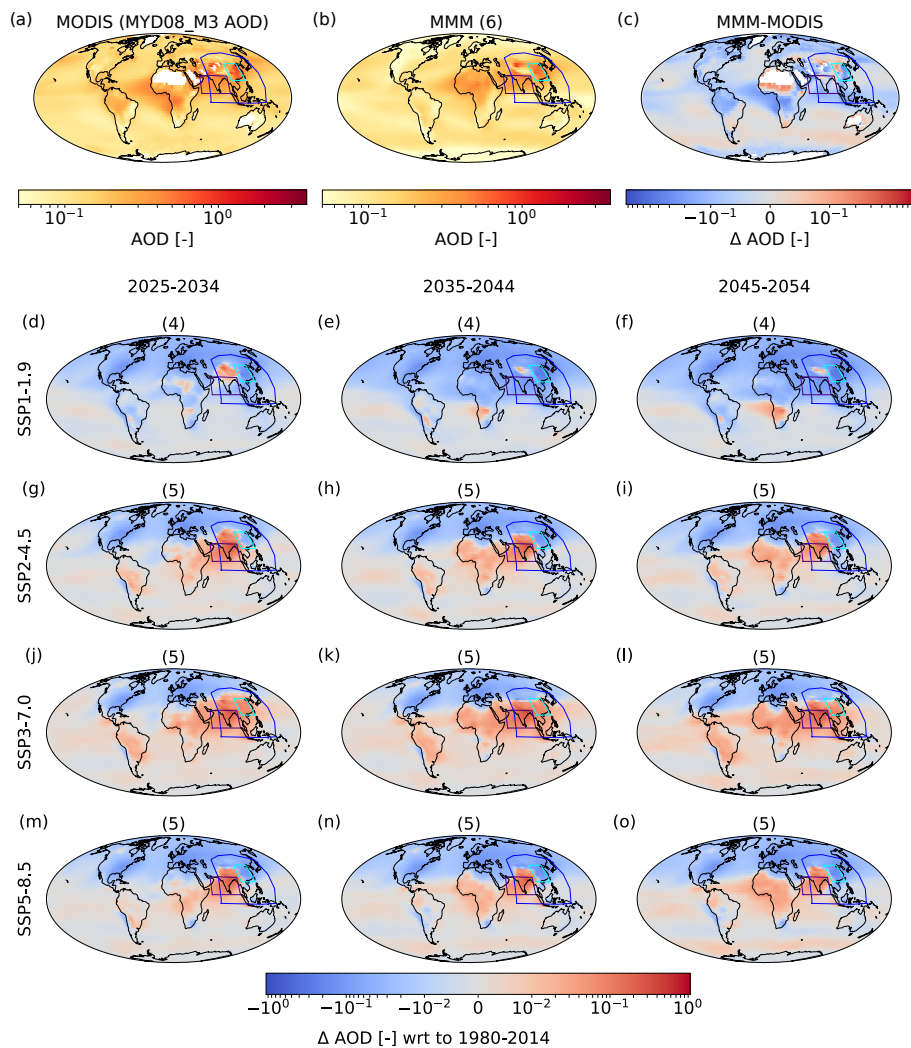 (a) MODIS (MYD08_M3 AOD) (b) MMM (6) (c) MMM-MODIS
10⁻¹ 10⁰ 10⁻¹ 10⁰ −10⁻¹ 0 10⁻¹
AOD [-] AOD [-] Δ AOD [-]
2025-2034 2035-2044 2045-2054
(d) (4) (e) (4) (f) (4)
SSP1-1.9
(g) (5) (h) (5) (i) (5)
SSP2-4.5
(j) (5) (k) (5) (l) (5)
SSP3-7.0
(m) (5) (n) (5) (o) (5)
SSP5-8.5
−10⁰ −10⁻¹ −10⁻² 0 10⁻² 10⁻¹ 10⁰
Δ AOD [-] wrt to 1980-2014